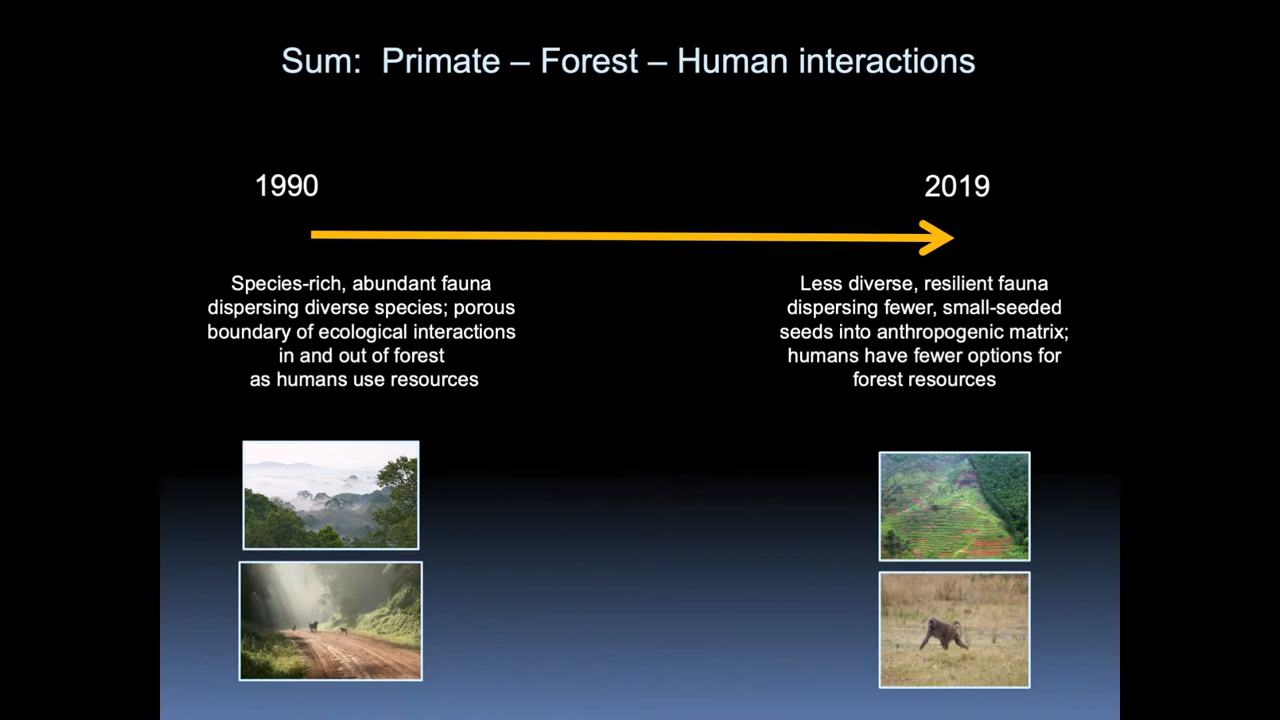 Sum: Primate – Forest – Human interactions
1990
2019
Species-rich, abundant fauna
dispersing diverse species; porous
boundary of ecological interactions
in and out of forest
as humans use resources
Less diverse, resilient fauna
dispersing fewer, small-seeded
seeds into anthropogenic matrix;
humans have fewer options for
forest resources